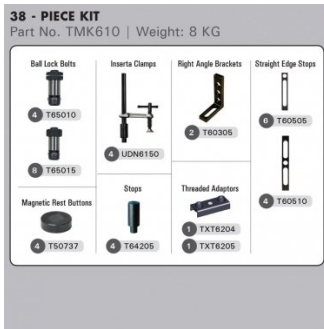 38 - PIECE KIT
Part No. TMK610 | Weight: 8 KG
Ball Lock Bolts
4 T65010
8 T65015
Magnetic Rest Buttons
4 T50737
Inserta Clamps
4 UDN6150
Stops
4 T64205
Right Angle Brackets
2 T60305
Threaded Adaptors
1 TXT6204
1 TXT6205
Straight Edge Stops
6 T60505
4 T60510